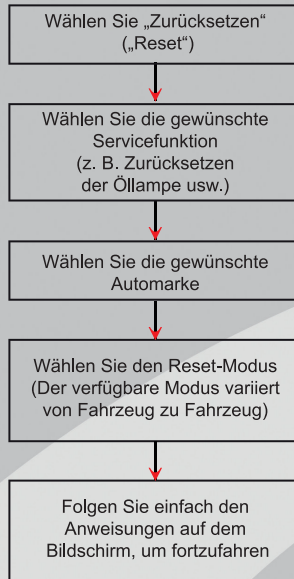 Wählen Sie „Zurücksetzen“
(„Reset“)
Wählen Sie die gewünschte
Servicefunktion
(z. B. Zurücksetzen
der Öllampe usw.)
Wählen Sie die gewünschte
Automarke
Wählen Sie den Reset-Modus
(Der verfügbare Modus variiert
von Fahrzeug zu Fahrzeug)
Folgen Sie einfach den
Anweisungen auf dem
Bildschirm, um fortzufahren